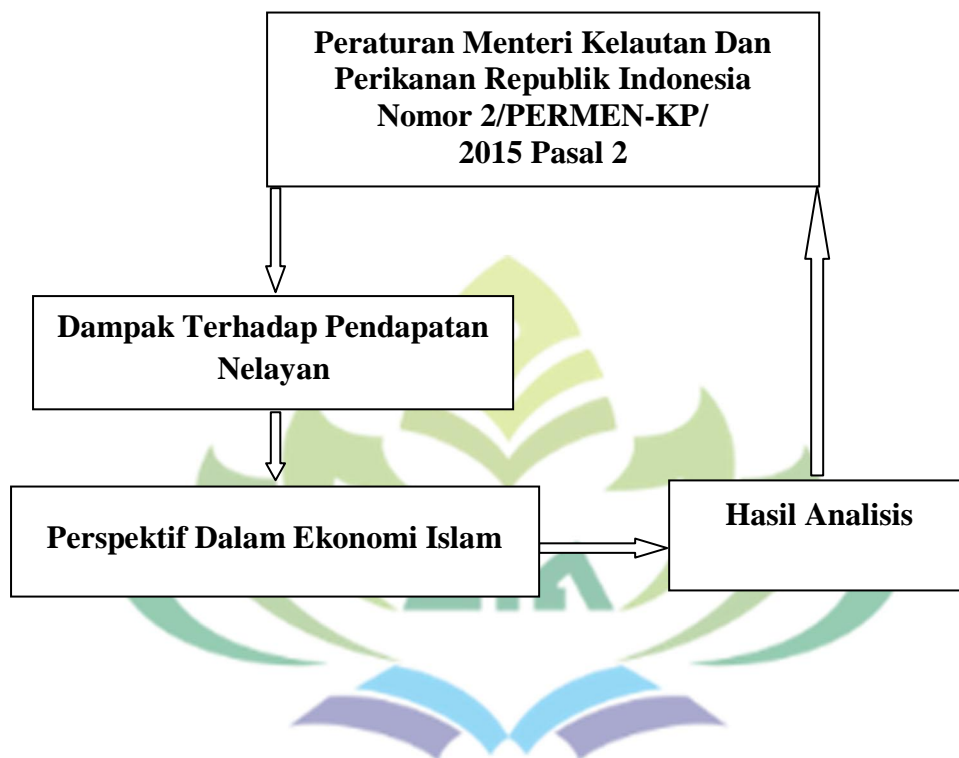 Peraturan Menteri Kelautan Dan
Perikanan Republik Indonesia
Nomor 2/PERMEN-KP/
2015 Pasal 2
Dampak Terhadap Pendapatan
Nelayan
Perspektif Dalam Ekonomi Islam
Hasil Analisis